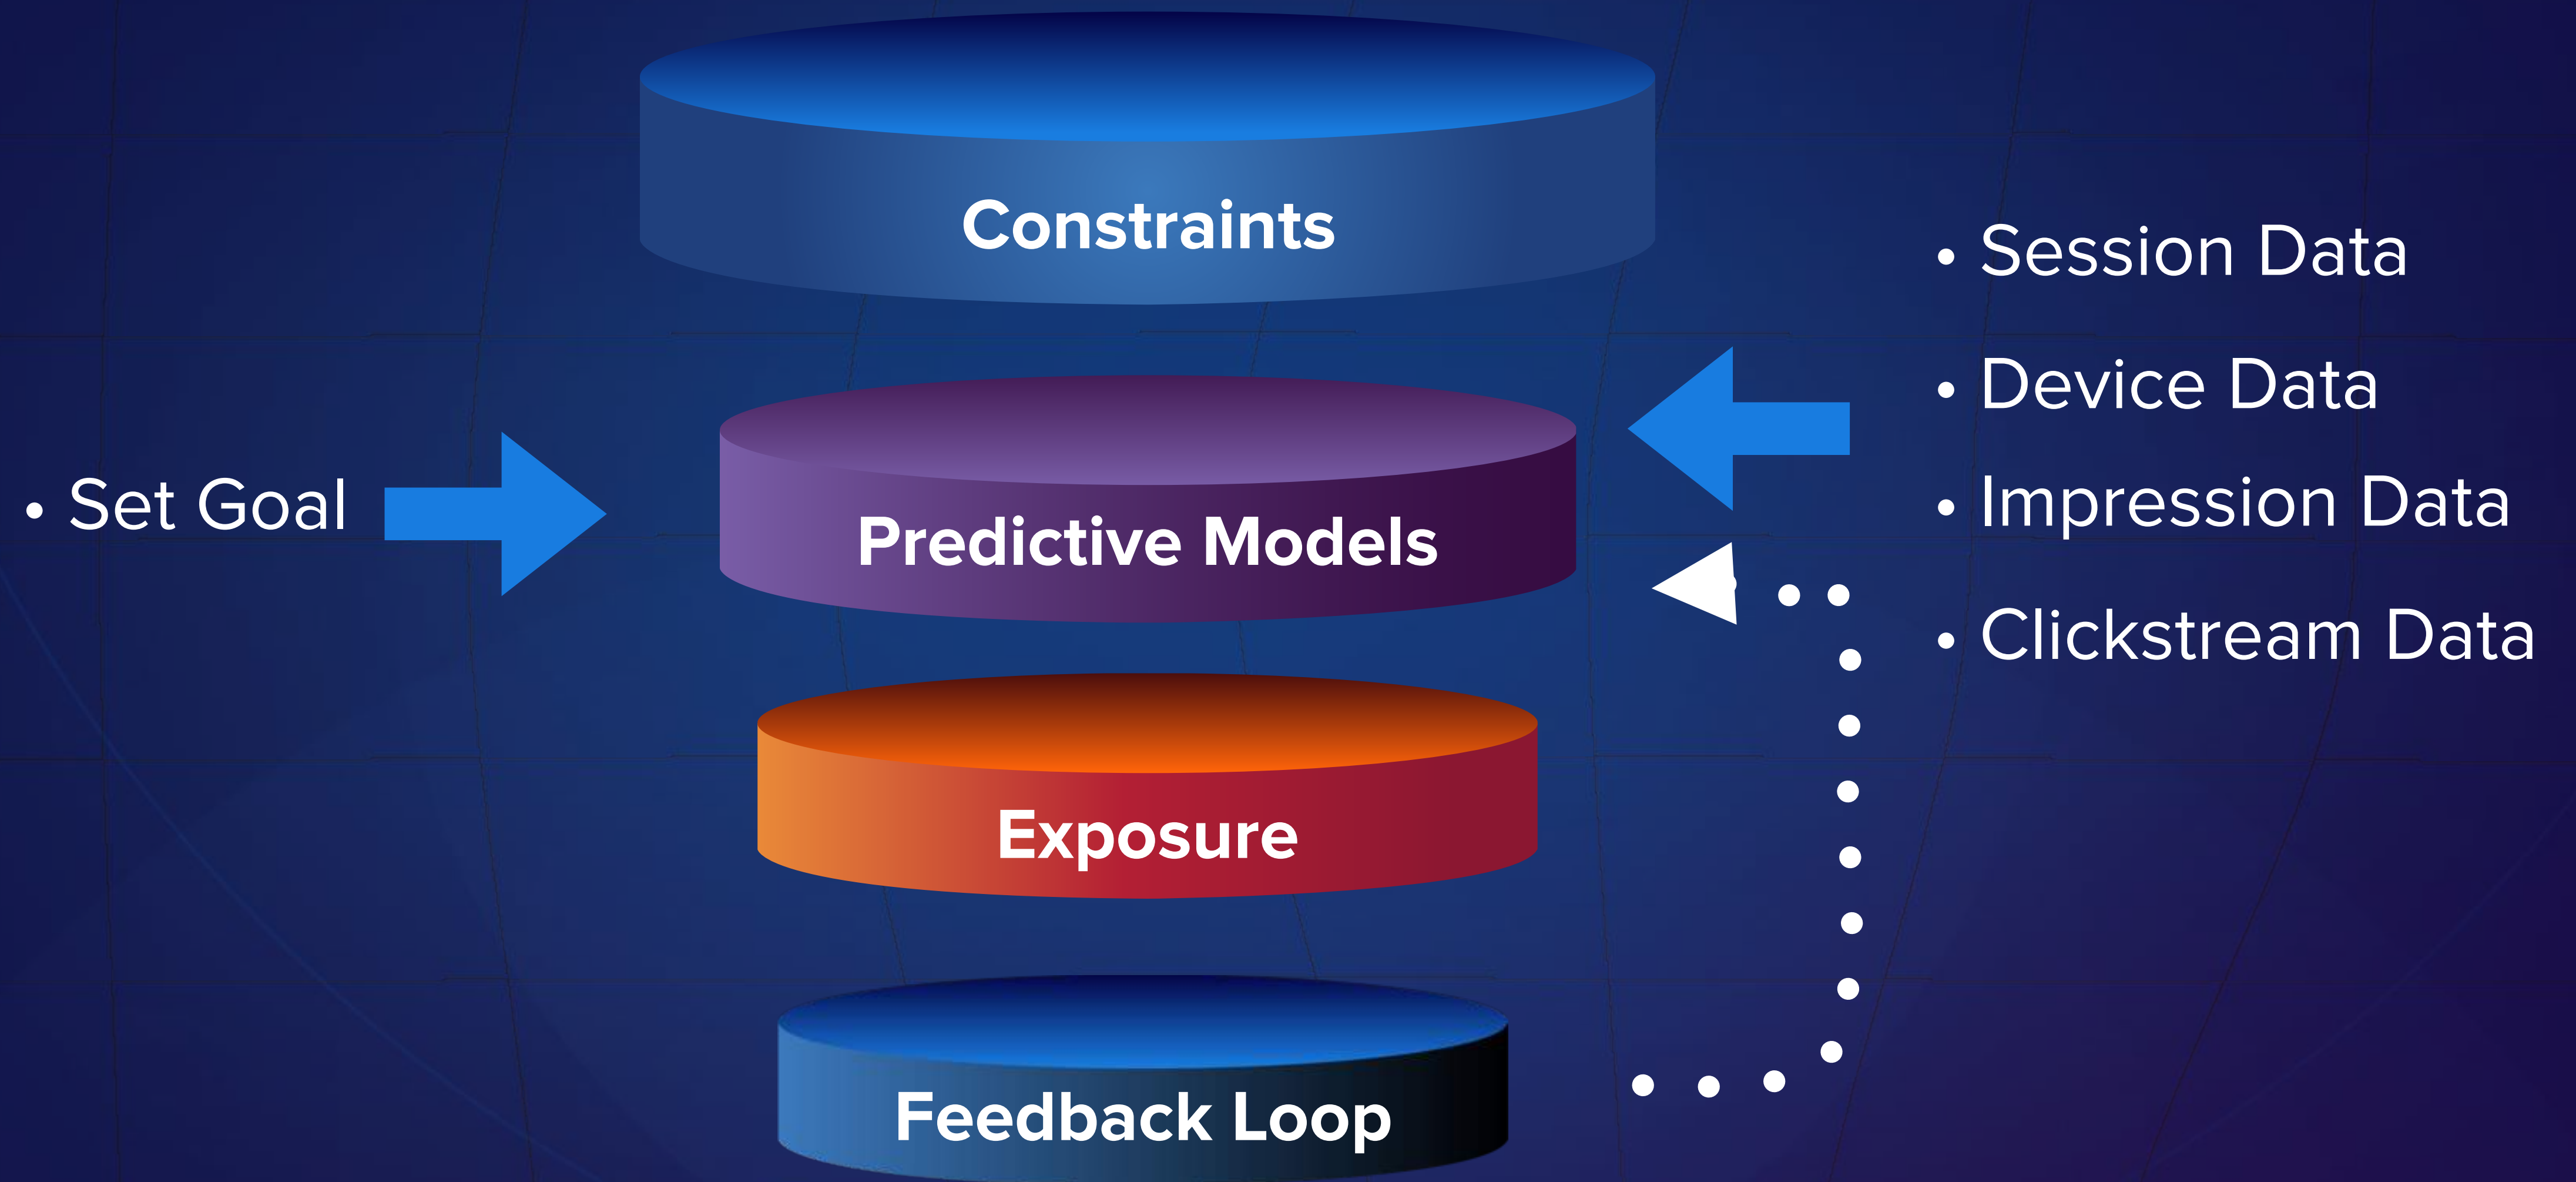 Constraints
• Session Data
• Device Data
• Set Goal
• Impression Data
Predictive Models
• Clickstream Data
Exposure
Feedback Loop